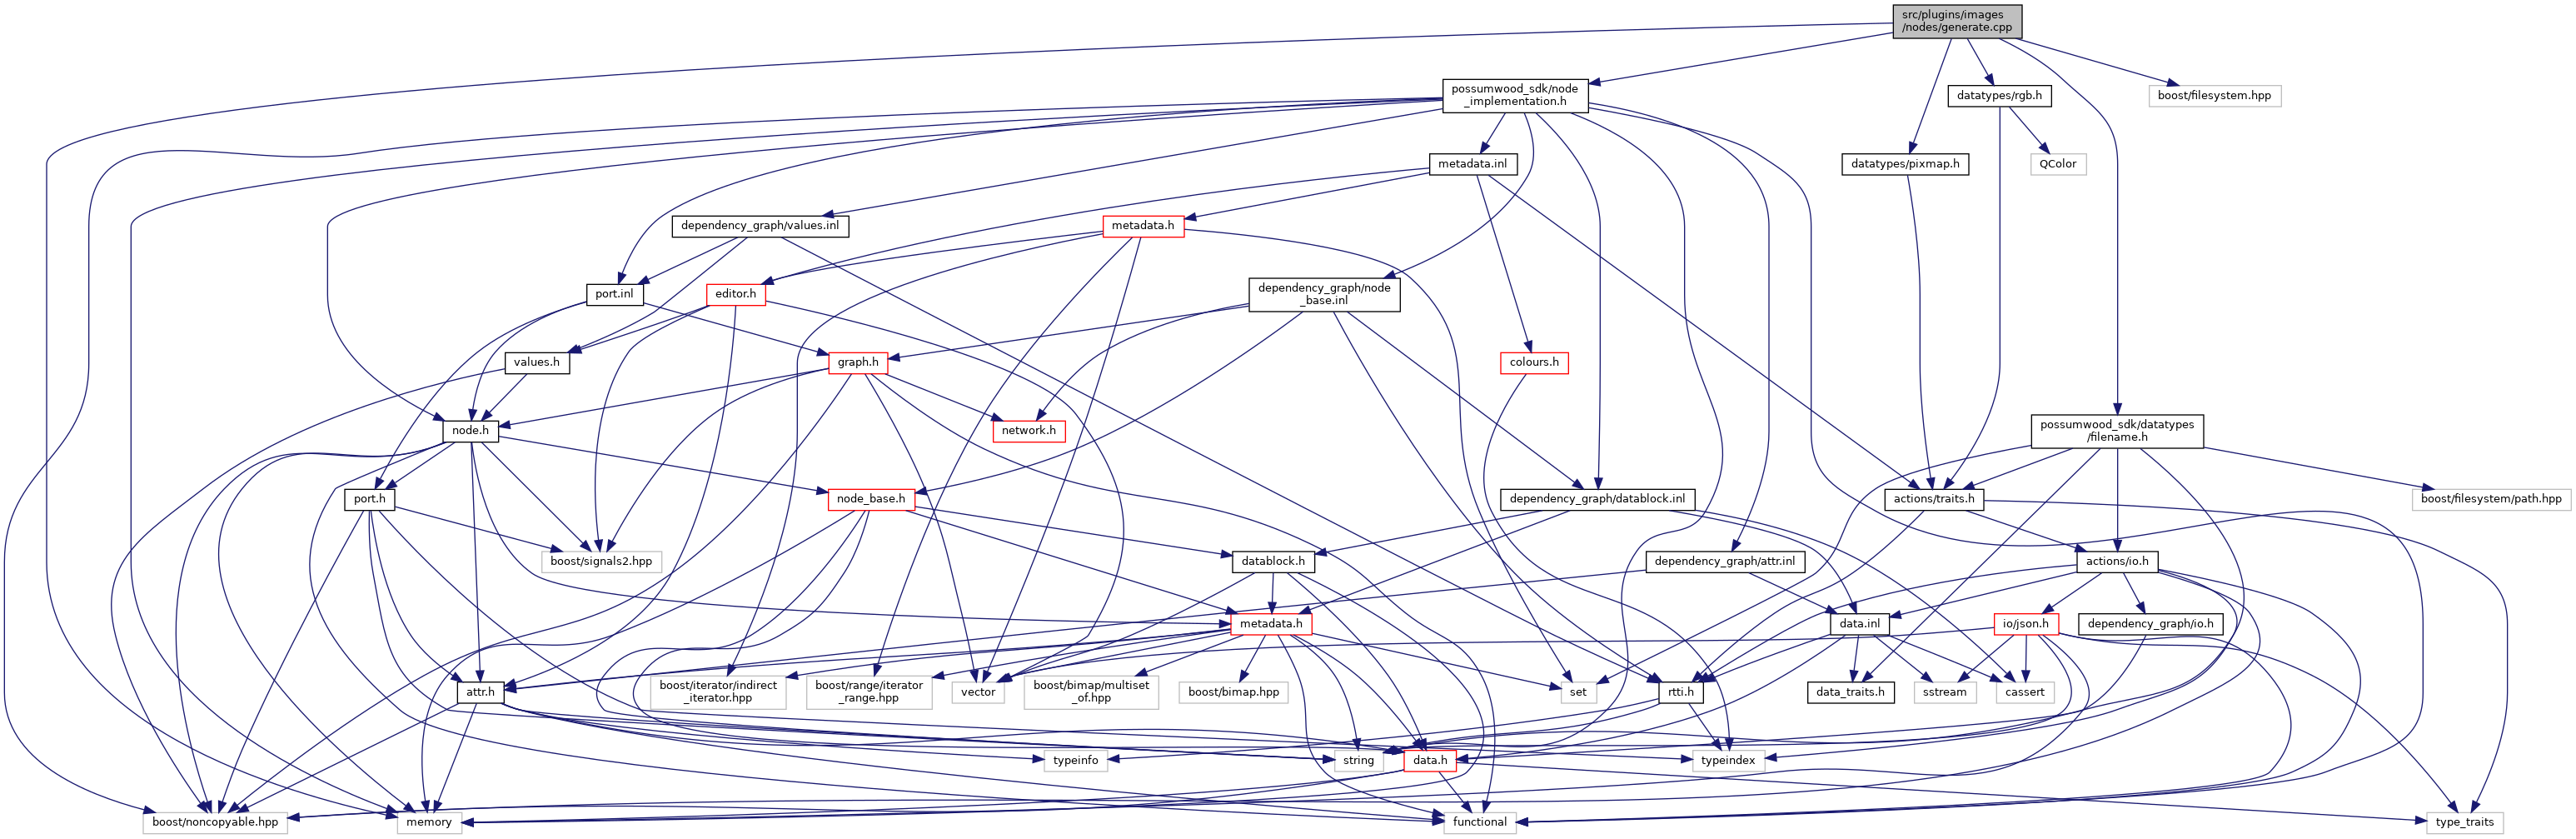 src/plugins/images
/nodes/generate.cpp
possumwood_sdk/node
_implementation.h
datatypes/rgb.h
boost/filesystem.hpp
metadata.inl
datatypes/pixmap.h
QColor
dependency_graph/values.inl
metadata.h
port.inl
editor.h
dependency_graph/node
_base.inl
values.h
graph.h
colours.h
node.h
network.h
possumwood_sdk/datatypes
/filename.h
port.h
node_base.h
dependency_graph/datablock.inl
actions/traits.h
boost/filesystem/path.hpp
boost/signals2.hpp
datablock.h
dependency_graph/attr.inl
actions/io.h
metadata.h
data.inl
io/json.h
dependency_graph/io.h
attr.h
boost/iterator/indirect
_iterator.hpp
boost/range/iterator
_range.hpp
vector
boost/bimap/multiset
_of.hpp
boost/bimap.hpp
set
rtti.h
data_traits.h
sstream
cassert
typeinfo
string
data.h
typeindex
boost/noncopyable.hpp
memory
functional
type_traits